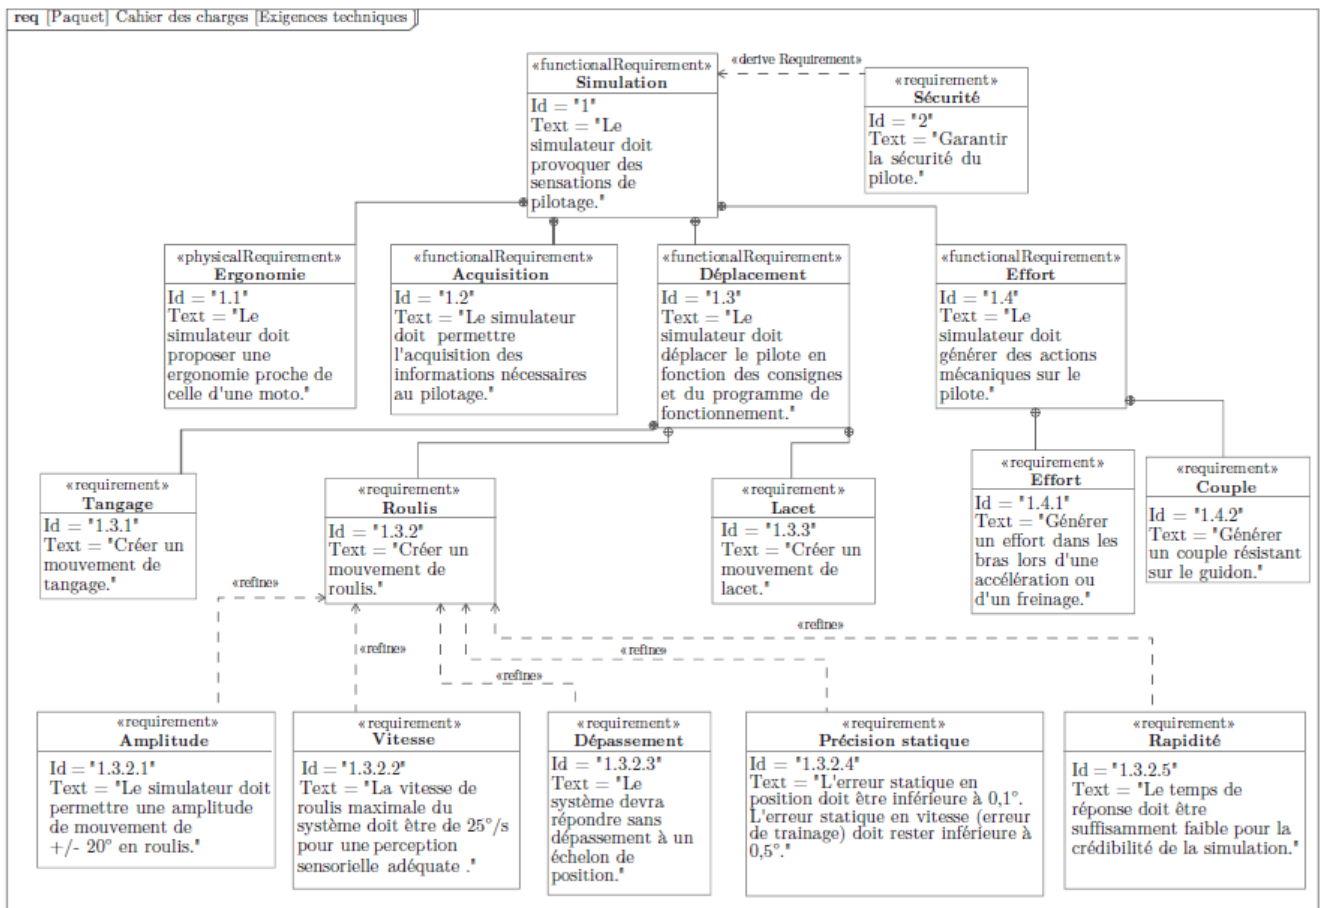 req [Paquet] Cahier des charges [Exigences techniques]
«functionalRequirement»
Simulation
Id = "1"
Text = "Le
simulateur doit
provoquer des
sensations de
pilotage."
«derive Requirement»
«requirement»
Sécurité
Id = "2"
Text = "Garantir
la sécurité du
pilote."
«physicalRequirement»
Ergonomie
Id = "1.1"
Text = "Le
simulateur doit
proposer une
ergonomie proche de
celle d'une moto."
«functionalRequirement»
Acquisition
Id = "1.2"
Text = "Le simulateur
doit permettre
l'acquisition des
informations nécessaires
au pilotage."
«functionalRequirement»
Déplacement
Id = "1.3"
Text = "Le
simulateur doit
déplacer le pilote en
fonction des consignes
et du programme de
fonctionnement."
«functionalRequirement»
Effort
Id = "1.4"
Text = "Le
simulateur doit
générer des actions
mécaniques sur le
pilote."
«requirement»
Tangage
Id = "1.3.1"
Text = "Créer un
mouvement de
tangage."
«requirement»
Roulis
Id = "1.3.2"
Text = "Créer un
mouvement de
roulis."
«requirement»
Lacet
Id = "1.3.3"
Text = "Créer un
mouvement de
lacet."
«requirement»
Effort
Id = "1.4.1"
Text = "Générer
un effort dans les
bras lors d'une
accélération ou
d'un freinage."
«requirement»
Couple
Id = "1.4.2"
Text = "Générer
un couple résistant
sur le guidon."
«refine»
«refine»
«refine»
«refine»
«refine»
«requirement»
Amplitude
Id = "1.3.2.1"
Text = "Le simulateur doit
permettre une amplitude
de mouvement de
+/- 20° en roulis."
«requirement»
Vitesse
Id = "1.3.2.2"
Text = "La vitesse de
roulis maximale du
système doit être de 25°/s
pour une perception
sensorielle adéquate ."
«requirement»
Dépassement
Id = "1.3.2.3"
Text = "Le
système devra
répondre sans
dépassement à un
échelon de
position."
«requirement»
Précision statique
Id = "1.3.2.4"
Text = "L'erreur statique en
position doit être inférieure à 0,1°.
L'erreur statique en vitesse (erreur
de trainage) doit rester inférieure à
0,5°."
«requirement»
Rapidité
Id = "1.3.2.5"
Text = "Le temps de
réponse doit être
suffisamment faible pour la
crédibilité de la simulation."